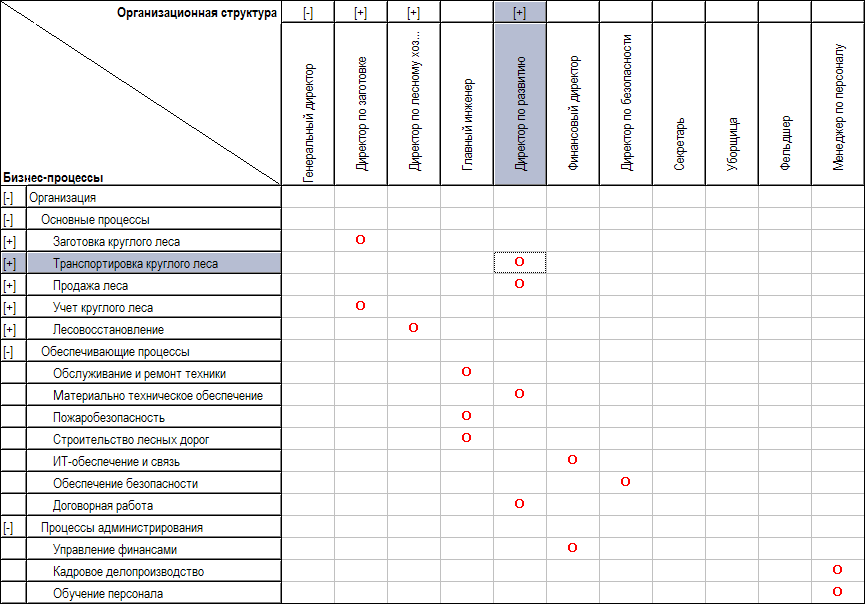 Организационная структура
[-] [+] [+] [+]
Генеральный директор
Директор по заготовке
Директор по лесному хоз...
Главный инженер
Директор по развитию
Финансовый директор
Директор по безопасности
Секретарь
Уборщица
Фельдшер
Менеджер по персоналу
Бизнес-процессы
[-] Организация
[-] Основные процессы
[+] Заготовка круглого леса О
[+] Транспортировка круглого леса О
[+] Продажа леса О
[+] Учет круглого леса О
[+] Лесовосстановление О
[-] Обеспечивающие процессы
Обслуживание и ремонт техники О
Материально техническое обеспечение О
Пожаробезопасность О
Строительство лесных дорог О
ИТ-обеспечение и связь О
Обеспечение безопасности О
Договорная работа О
[-] Процессы администрирования
Управление финансами О
Кадровое делопроизводство О
Обучение персонала О